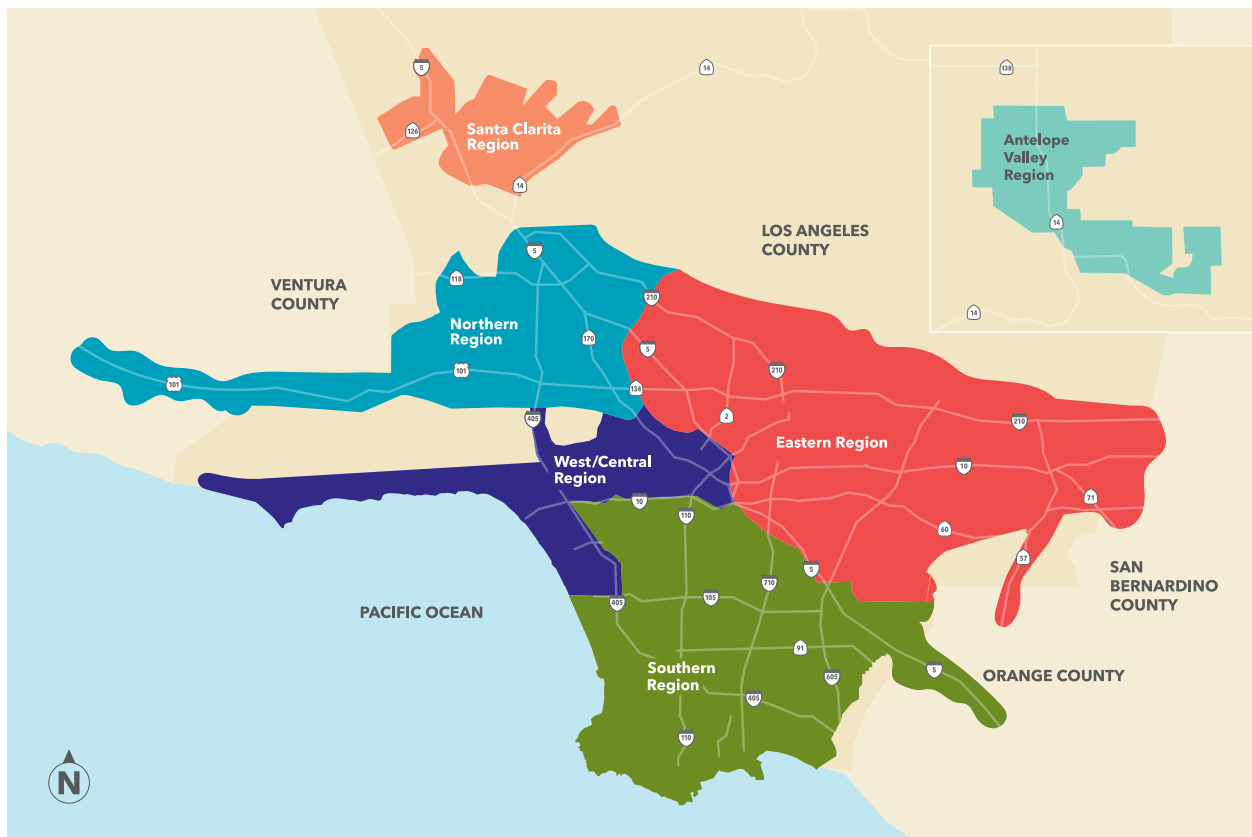 5
14
138
126
Santa Clarita
Region
14
Antelope
Valley
Region
14
LOS ANGELES
COUNTY
5
118
VENTURA
COUNTY
210
14
Northern
Region
170
5
101
210
101
134
2
405
210
Eastern Region
West/Central
Region
10
71
10
110
60
57
5
SAN
BERNARDINO
COUNTY
710
105
405
PACIFIC OCEAN
91
Southern
Region
5
ORANGE COUNTY
605
405
110
N